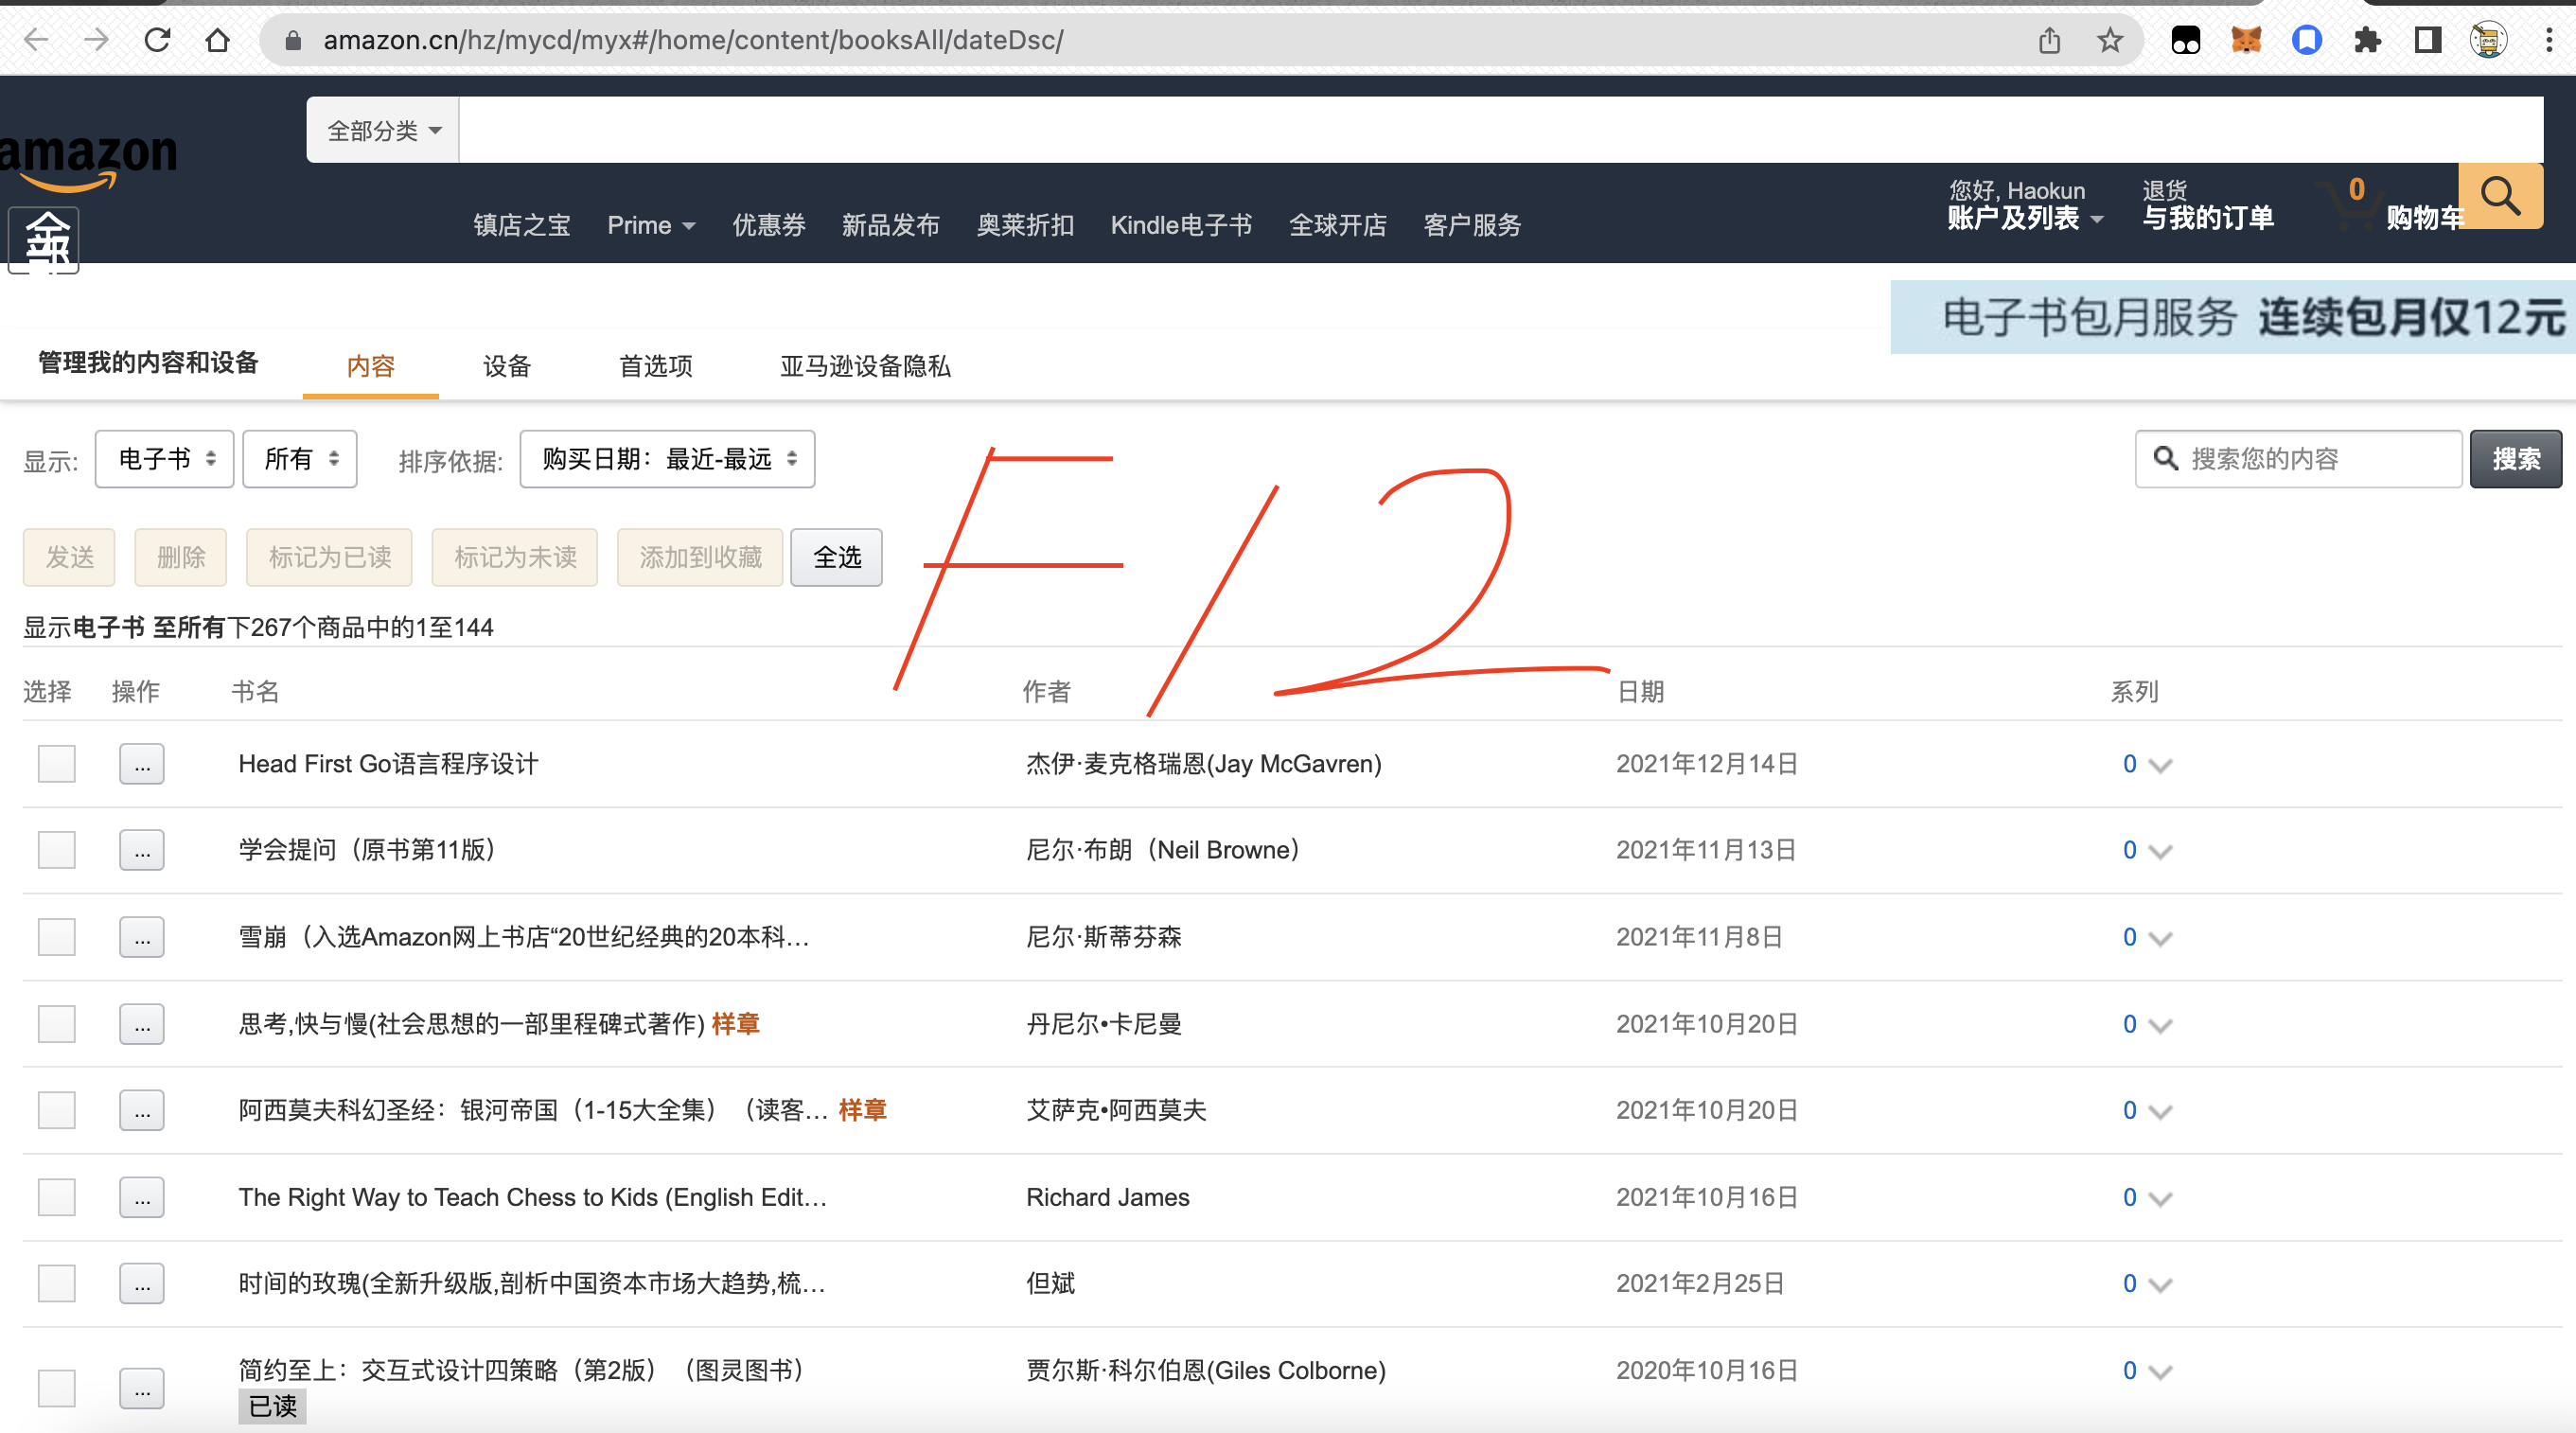 amazon.cn/hz/mycd/myx#/home/content/booksAll/dateDsc/
全部分类
amazon
您好, Haokun
退货
0
镇店之宝 Prime 优惠券 新品发布 奥莱折扣 Kindle电子书 全球开店 客户服务
账户及列表 与我的订单 购物车
全部
电子书包月服务 连续包月仅12元
管理我的内容和设备 内容 设备 首选项 亚马逊设备隐私
显示: 电子书 所有 排序依据: 购买日期：最近-最远 搜索您的内容 搜索
F12
发送 删除 标记为已读 标记为未读 添加到收藏 全选
显示电子书 至所有下267个商品中的1至144
选择 操作 书名 作者 日期 系列
... Head First Go语言程序设计 杰伊·麦克格瑞恩(Jay McGavren) 2021年12月14日 0
... 学会提问（原书第11版） 尼尔·布朗（Neil Browne） 2021年11月13日 0
... 雪崩（入选Amazon网上书店“20世纪经典的20本科… 尼尔·斯蒂芬森 2021年11月8日 0
... 思考,快与慢(社会思想的一部里程碑式著作) 样章 丹尼尔•卡尼曼 2021年10月20日 0
... 阿西莫夫科幻圣经：银河帝国（1-15大全集）（读客… 样章 艾萨克•阿西莫夫 2021年10月20日 0
... The Right Way to Teach Chess to Kids (English Edit… Richard James 2021年10月16日 0
... 时间的玫瑰(全新升级版,剖析中国资本市场大趋势,梳… 但斌 2021年2月25日 0
... 简约至上：交互式设计四策略（第2版）（图灵图书） 贾尔斯·科尔伯恩(Giles Colborne) 2020年10月16日 0
已读